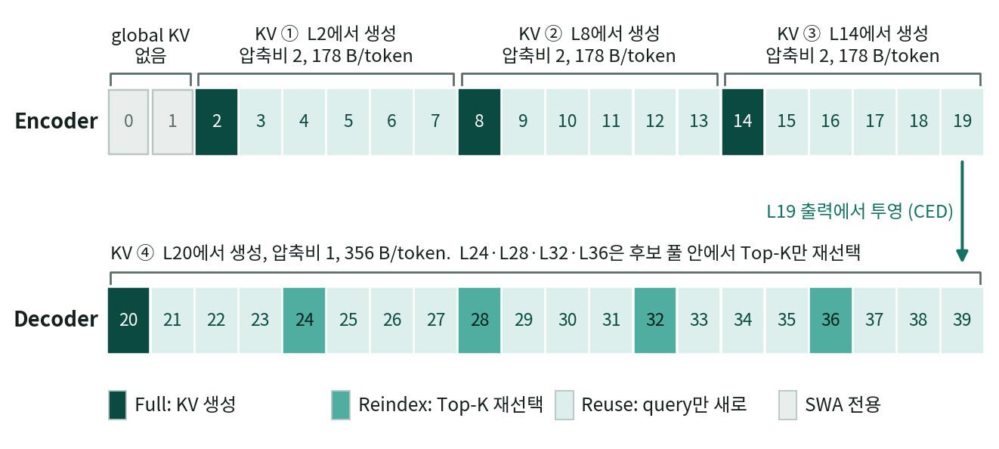 global KV
없음
KV ① L2에서 생성
압축비 2, 178 B/token
KV ② L8에서 생성
압축비 2, 178 B/token
KV ③ L14에서 생성
압축비 2, 178 B/token
Encoder 0 1 2 3 4 5 6 7 8 9 10 11 12 13 14 15 16 17 18 19
L19 출력에서 투영 (CED)
KV ④ L20에서 생성, 압축비 1, 356 B/token. L24·L28·L32·L36은 후보 풀 안에서 Top-K만 재선택
Decoder 20 21 22 23 24 25 26 27 28 29 30 31 32 33 34 35 36 37 38 39
Full: KV 생성 Reindex: Top-K 재선택 Reuse: query만 새로 SWA 전용